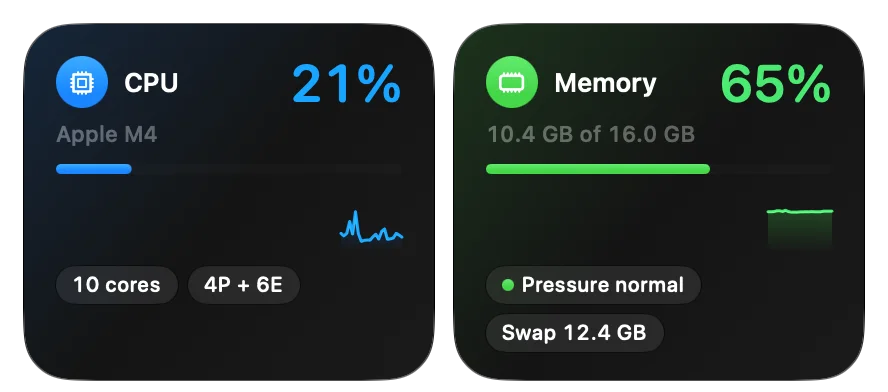 CPU
21%
Apple M4
10 cores
4P + 6E
Memory
65%
10.4 GB of 16.0 GB
Pressure normal
Swap 12.4 GB